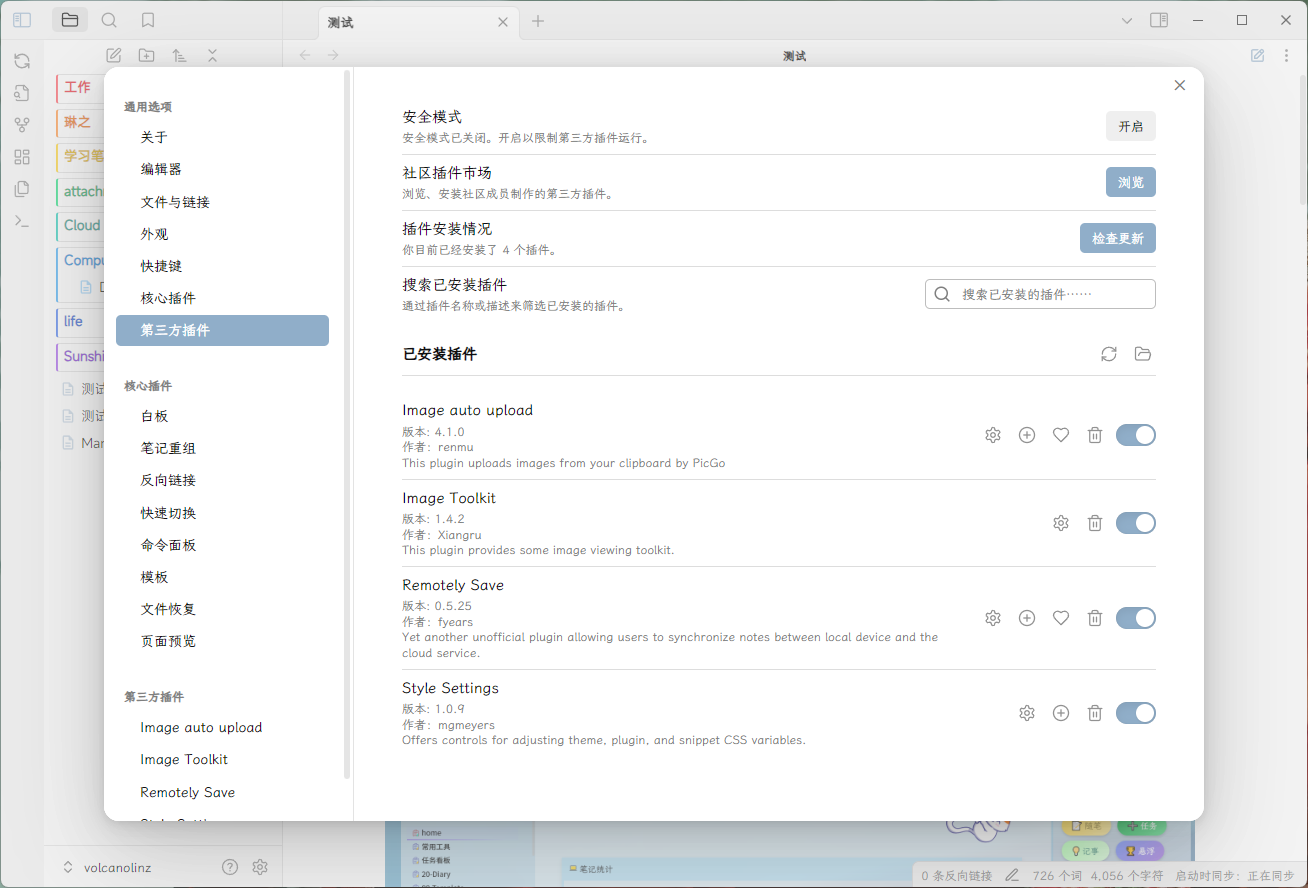 测试
测试
工作
琳之
学习笔
attach
Cloud
Compu
life
Sunshi
测试
测试
Mar
volcanolinz
通用选项
关于
编辑器
文件与链接
外观
快捷键
核心插件
第三方插件
核心插件
白板
笔记重组
反向链接
快速切换
命令面板
模板
文件恢复
页面预览
第三方插件
Image auto upload
Image Toolkit
Remotely Save
安全模式
安全模式已关闭。开启以限制第三方插件运行。
开启
社区插件市场
浏览、安装社区成员制作的第三方插件。
浏览
插件安装情况
你目前已经安装了 4 个插件。
检查更新
搜索已安装插件
通过插件名称或描述来筛选已安装的插件。
搜索已安装的插件……
已安装插件
Image auto upload
版本: 4.1.0
作者: renmu
This plugin uploads images from your clipboard by PicGo
Image Toolkit
版本: 1.4.2
作者: Xiangru
This plugin provides some image viewing toolkit.
Remotely Save
版本: 0.5.25
作者: fyears
Yet another unofficial plugin allowing users to synchronize notes between local device and the
cloud service.
Style Settings
版本: 1.0.9
作者: mgmeyers
Offers controls for adjusting theme, plugin, and snippet CSS variables.
home
常用工具
任务看板
20-Diary
笔记统计
随笔
任务
记事
悬浮
0 条反向链接
726 个词
4,056 个字符
启动时同步: 正在同步